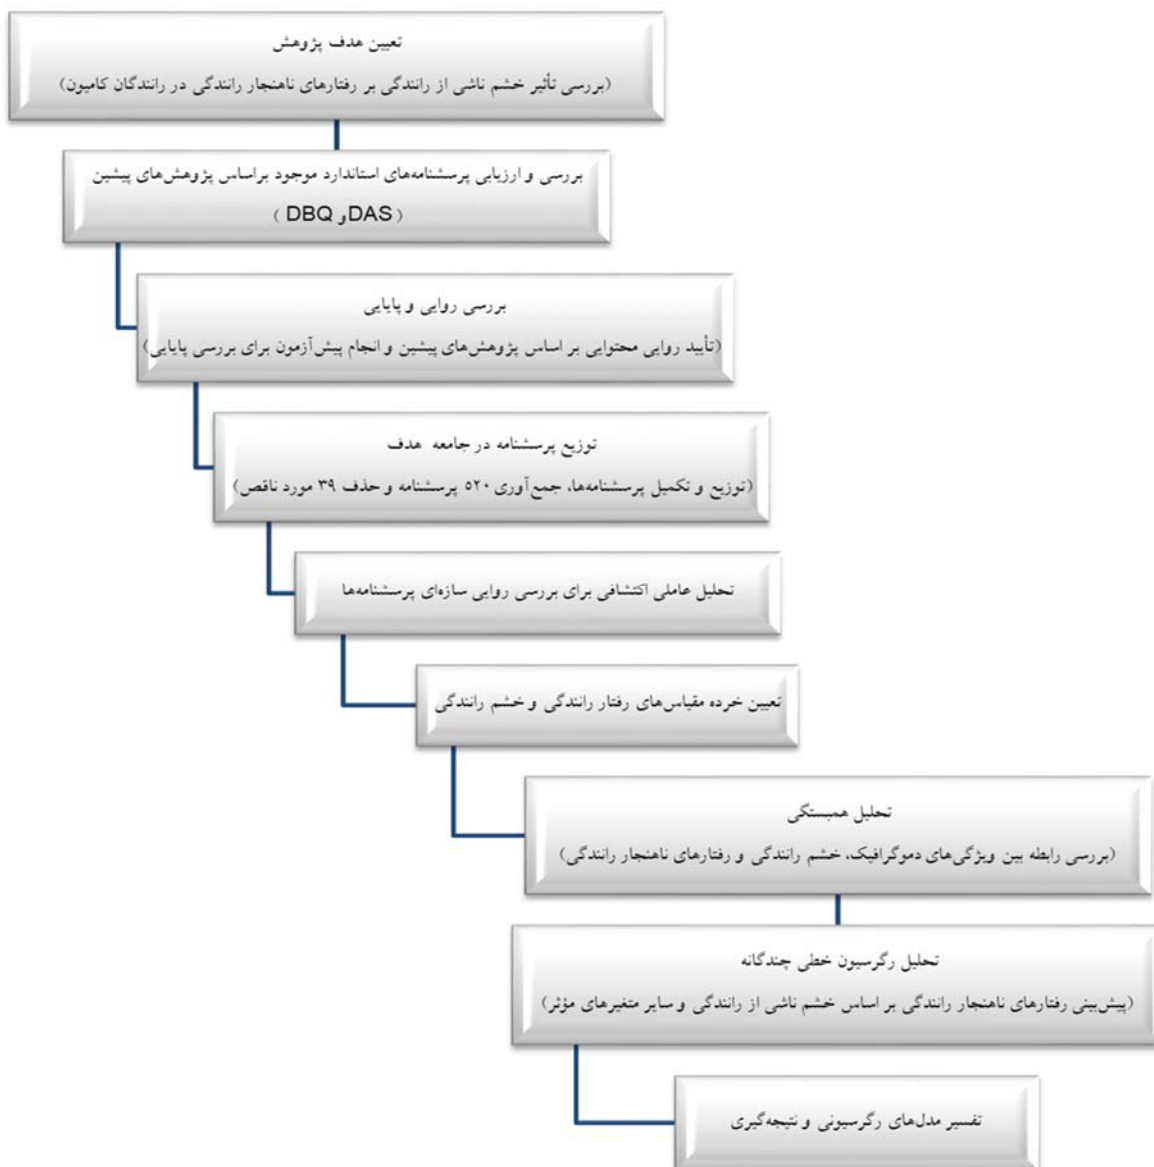 تعیین هدف پژوهش
(بررسی تأثیر خشم ناشی از رانندگی بر رفتارهای ناهنجار رانندگی در رانندگان کامیون)
بررسی و ارزیابی پرسشنامه‌های استاندارد موجود براساس پژوهش‌های پیشین
( DAS و DBQ )
بررسی روایی و پایایی
(تأیید روایی محتوایی بر اساس پژوهش‌های پیشین و انجام پیش‌آزمون برای بررسی پایایی)
توزیع پرسشنامه در جامعه هدف
(توزیع و تکمیل پرسشنامه‌ها، جمع‌آوری ۵۲۰ پرسشنامه و حذف ۳۹ مورد ناقص)
تحلیل عاملی اکتشافی برای بررسی روایی سازه‌ای پرسشنامه‌ها
تعیین خرده مقیاس‌های رفتار رانندگی و خشم رانندگی
تحلیل همبستگی
(بررسی رابطه بین ویژگی‌های دموگرافیک، خشم رانندگی و رفتارهای ناهنجار رانندگی)
تحلیل رگرسیون خطی چندگانه
(پیش‌بینی رفتارهای ناهنجار رانندگی بر اساس خشم ناشی از رانندگی و سایر متغیرهای مؤثر)
تفسیر مدل‌های رگرسیونی و نتیجه‌گیری